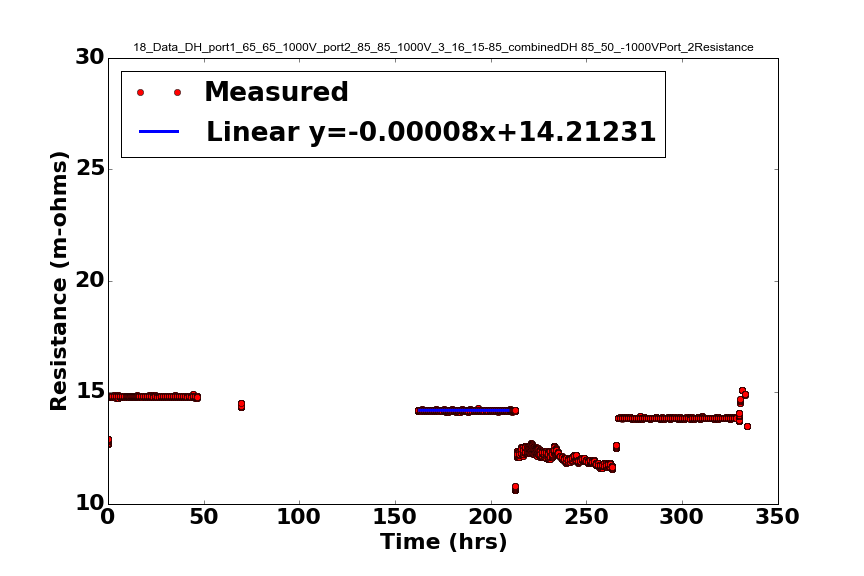 18_Data_DH_port1_65_65_1000V_port2_85_85_1000V_3_16_15-85_combinedDH 85_50_-1000VPort_2Resistance
30
Measured
Linear y=-0.00008x+14.21231
25
20
15
10
Resistance (m-ohms)
0 50 100 150 200 250 300 350
Time (hrs)